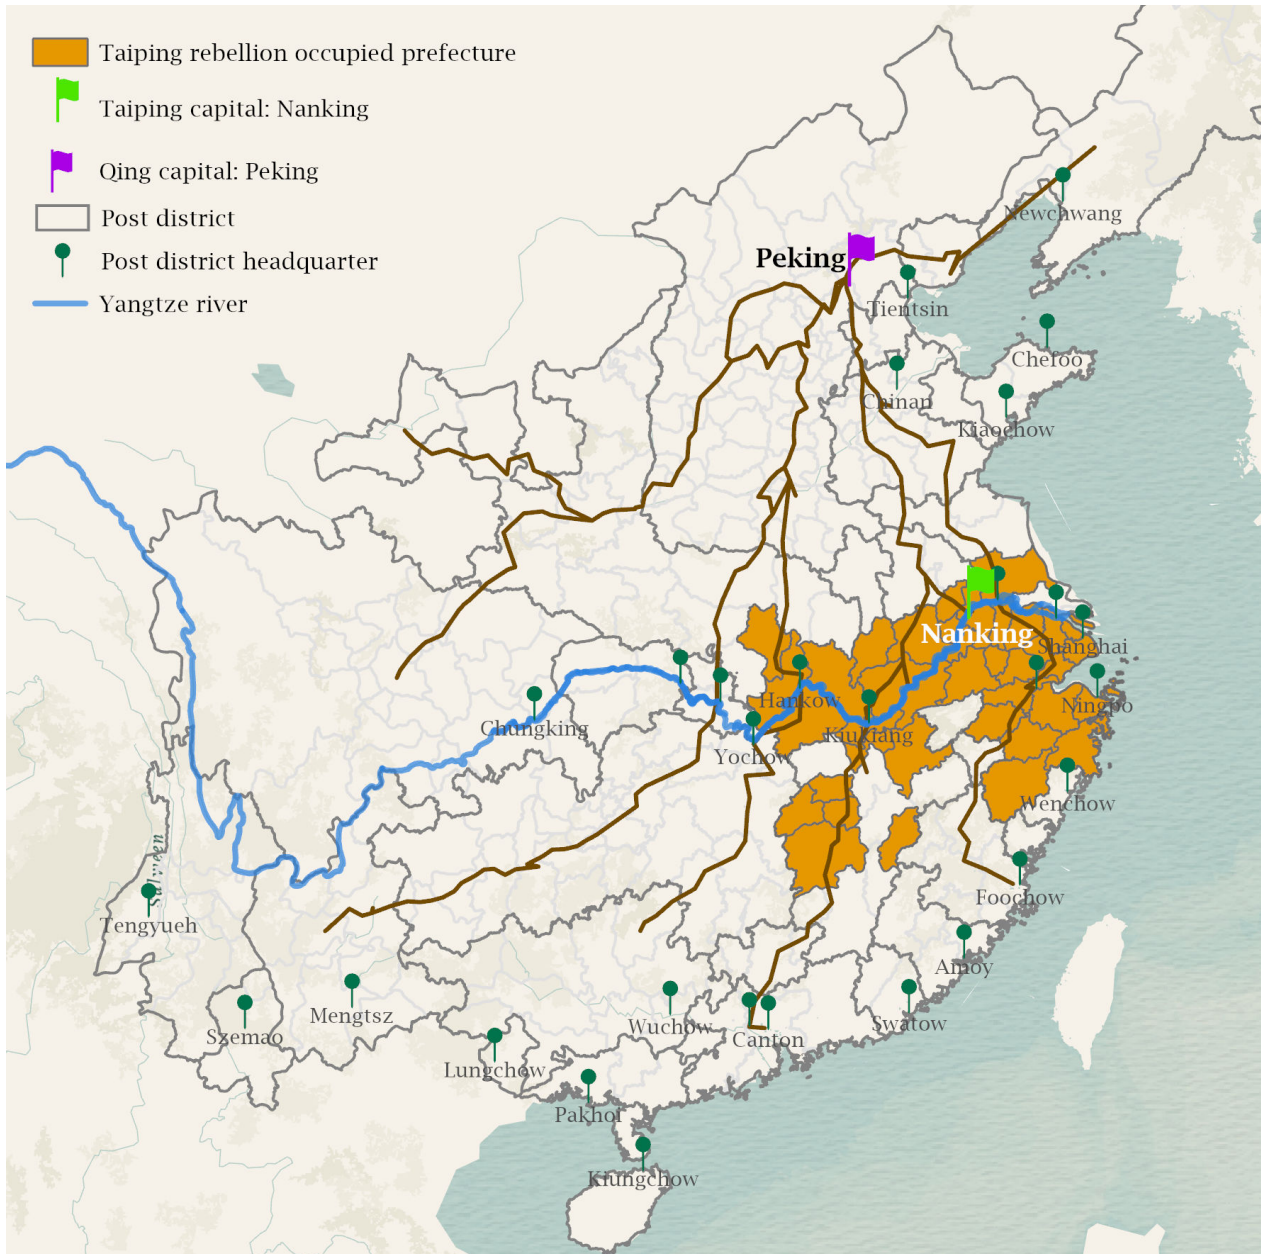 Taiping rebellion occupied prefecture
Taiping capital: Nanking
Qing capital: Peking
Post district
Post district headquarter
Yangtze river
Newchwang
Peking
Tientsin
Chefoo
Chinan
Kiaochow
Nanking
Shanghai
Hankow
Ningpo
Chungking
Kiukiang
Yochow
Wenchow
Salween
Foochow
Tengyueh
Amoy
Mengtsz
Wuchow
Swatow
Szemao
Canton
Lungchow
Pakhoi
Kiungchow